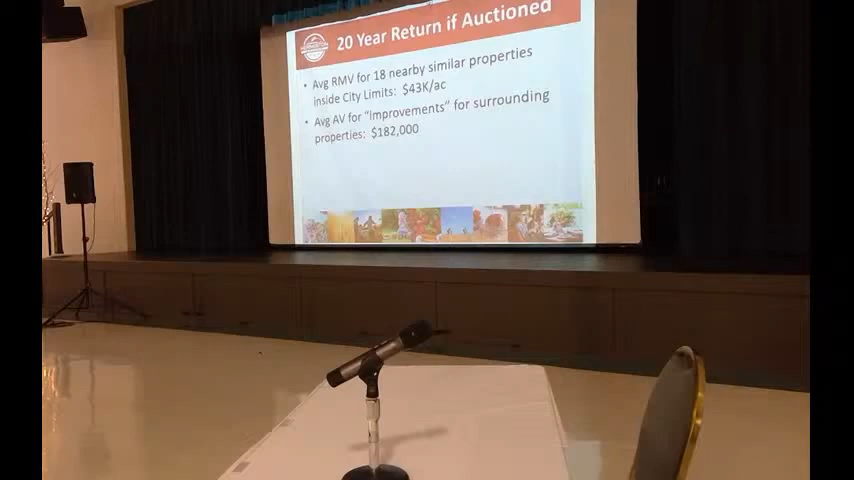 20 Year Return if Auctioned
• Avg RMV for 18 nearby similar properties
inside City Limits: $43K/ac
• Avg AV for “Improvements” for surrounding
properties: $182,000